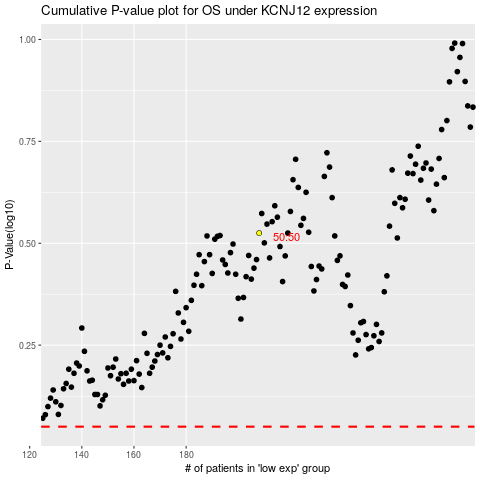 Cumulative P-value plot for OS under KCNJ12 expression
P-Value(log10)
1.00
0.75
0.50
0.25
50:50
120 140 160 180
# of patients in 'low exp' group